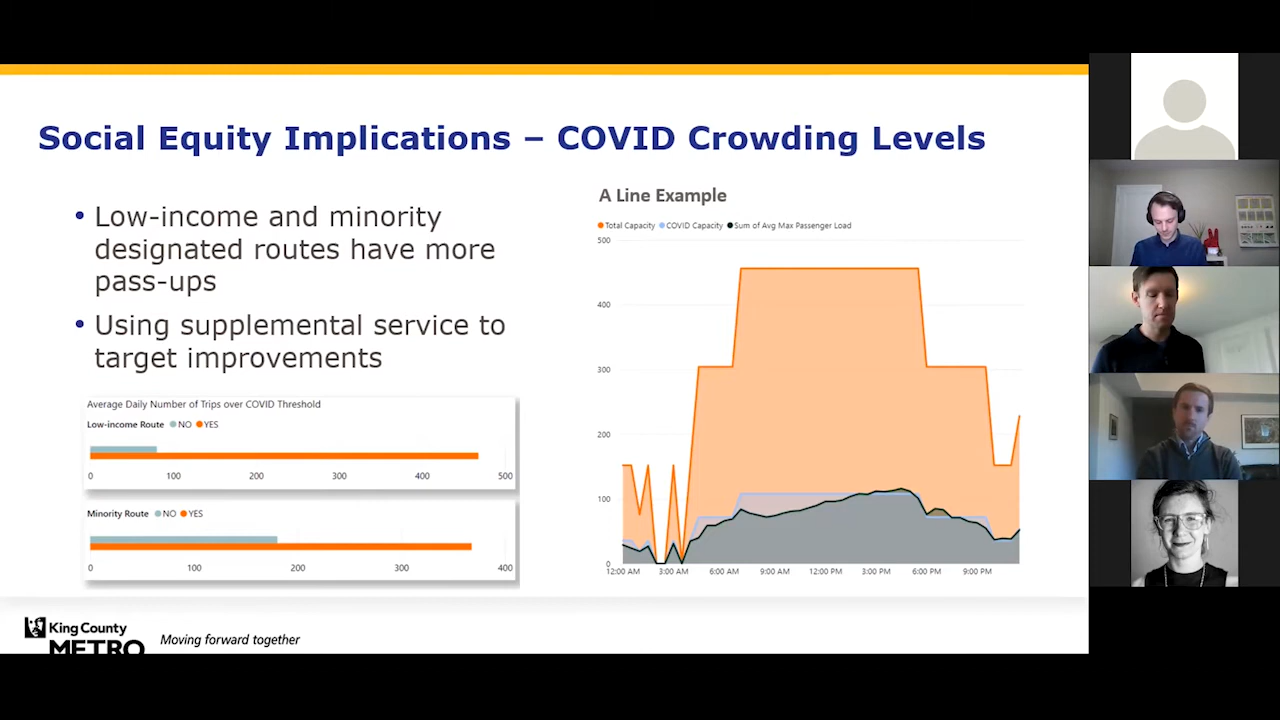 Social Equity Implications – COVID Crowding Levels
• Low-income and minority
designated routes have more
pass-ups
• Using supplemental service to
target improvements
Average Daily Number of Trips over COVID Threshold
Low-income Route NO YES
0 100 200 300 400 500
Minority Route NO YES
0 100 200 300 400
A Line Example
Total Capacity COVID Capacity Sum of Avg Max Passenger Load
500
400
300
200
100
0
12:00 AM 3:00 AM 6:00 AM 9:00 AM 12:00 PM 3:00 PM 6:00 PM 9:00 PM
King County
METRO
Moving forward together